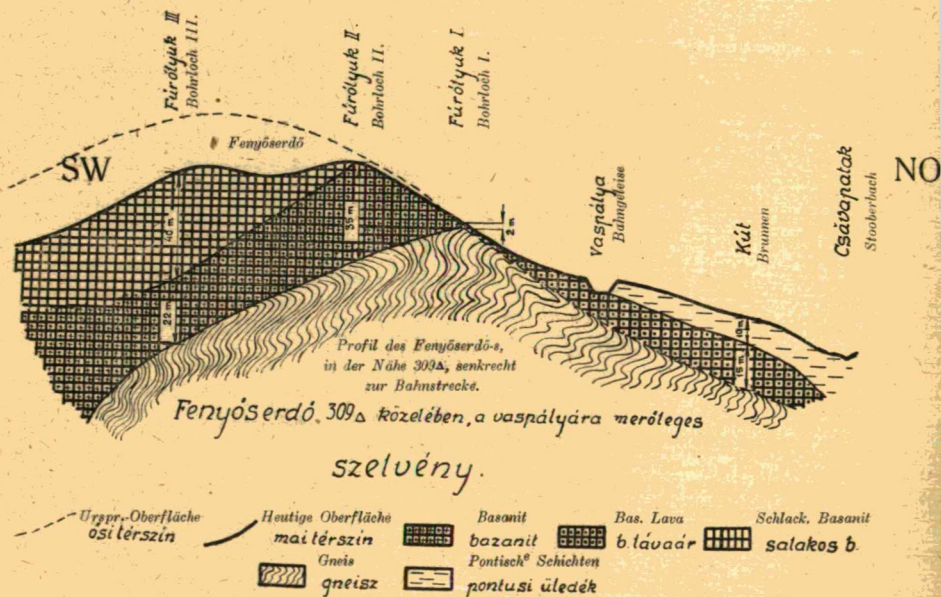 Fúrólyuk III
Bohrloch III.
Fúrólyuk II.
Bohrloch II.
Fúrólyuk I
Bohrloch I.
Fenyőserdő
SW
NO
Vaspálya
Bahngeleise
Kút
Brunnen
Csávapatak
Stooberbach
35 m
2 m
22 m
15 m
Profil des Fenyőserdő-s,
in der Nähe 309△, senkrecht
zur Bahnstrecke.
Fenyőserdő 309△ közelében, a vaspályára merőleges
szelvény.
Urspr. Oberfläche
ősi térszín
Heutige Oberfläche
mai térszín
Basanit
bazanit
Bas. Lava
b. lávaár
Schlack. Basanit
salakos b.
Gneis
gneisz
Pontische Schichten
pontusi üledék